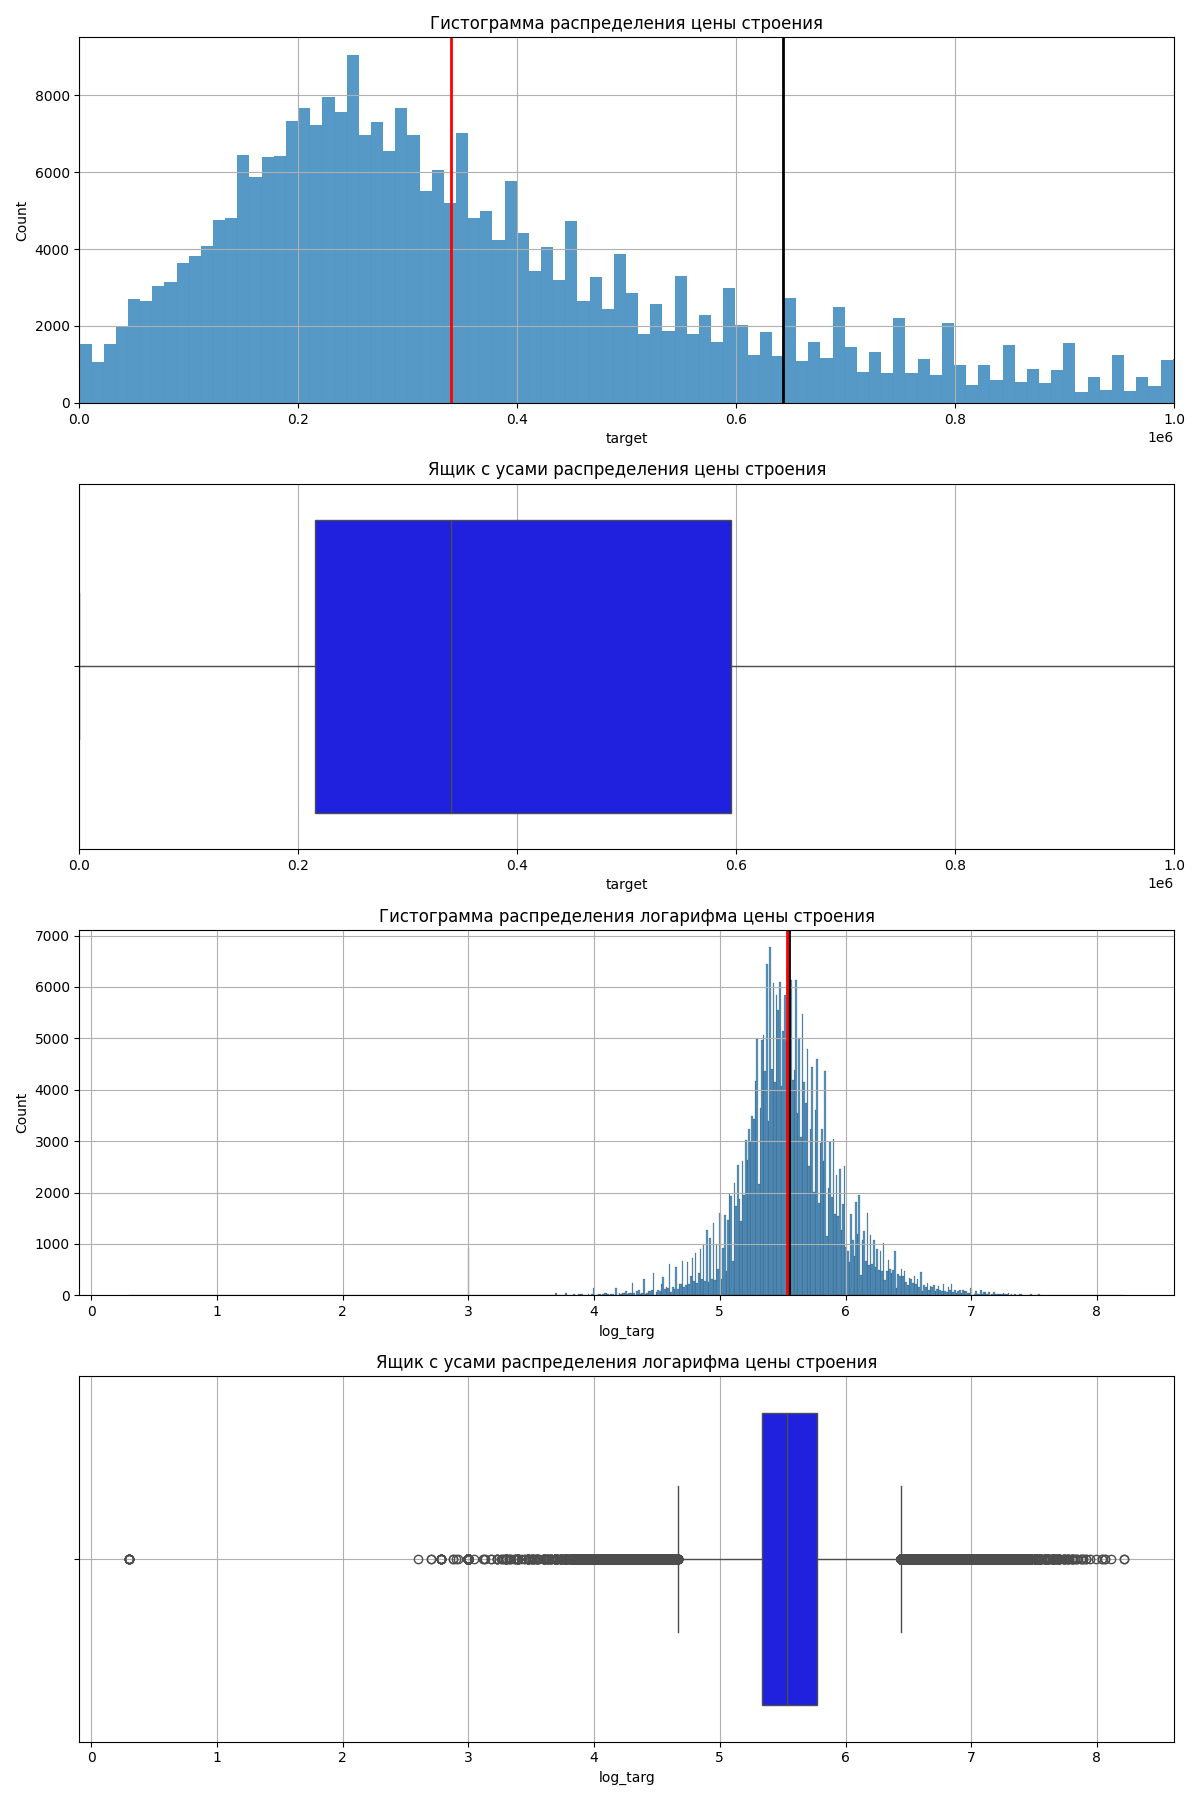 Гистограмма распределения цены строения
8000
6000
4000
2000
0
Count
0.0 0.2 0.4 0.6 0.8 1.0
1e6
target
Ящик с усами распределения цены строения
0.0 0.2 0.4 0.6 0.8 1.0
1e6
target
Гистограмма распределения логарифма цены строения
7000
6000
5000
4000
3000
2000
1000
0
Count
0 1 2 3 4 5 6 7 8
log_targ
Ящик с усами распределения логарифма цены строения
0 1 2 3 4 5 6 7 8
log_targ